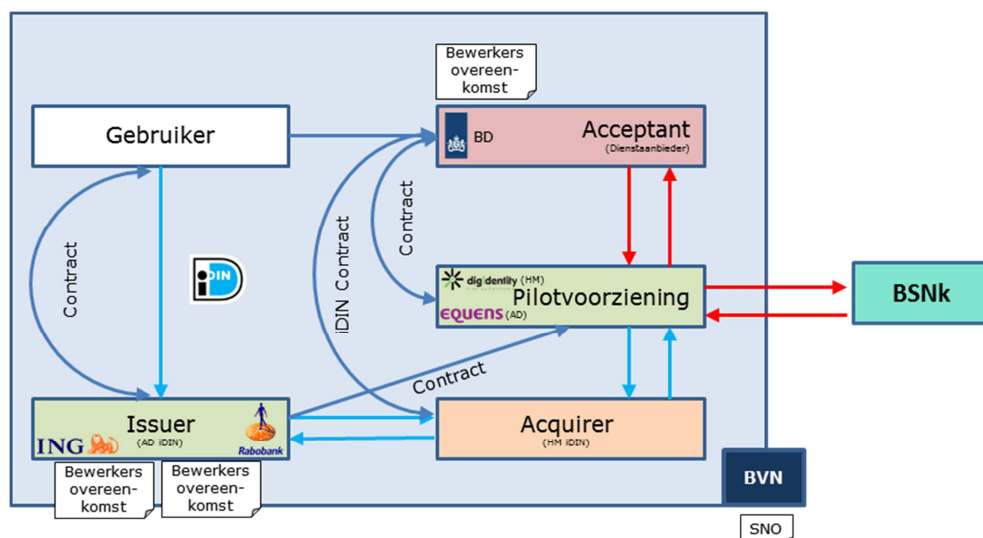 Bewerkers
overeen-
komst
Gebruiker
BD
Acceptant
(Dienstaanbieder)
Contract
iDIN Contract
Contract
iDIN
digidentity (HM)
Pilotvoorziening
EQUENS (AD)
BSNk
Contract
Issuer
(AD iDIN)
ING
Rabobank
Acquirer
(HM iDIN)
Bewerkers
overeen-
komst
Bewerkers
overeen-
komst
BVN
SNO